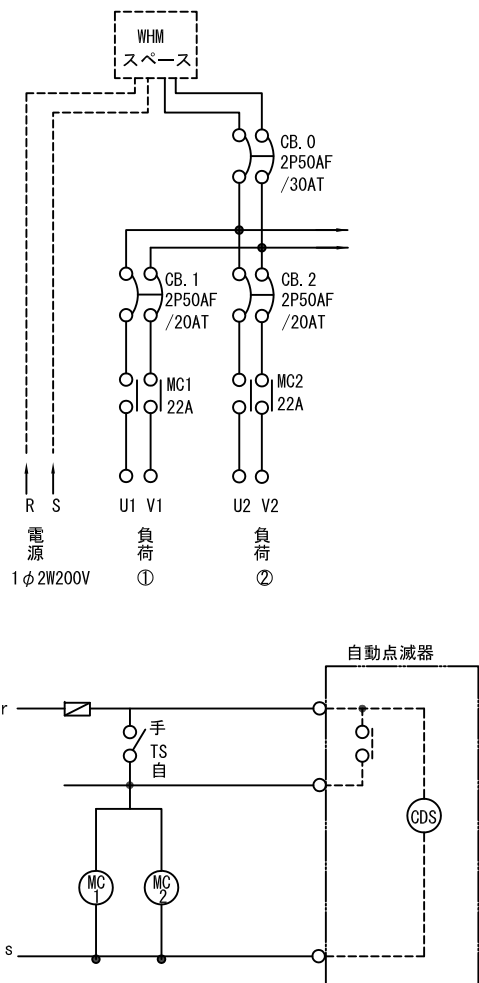 WHM
スペース
CB.0
2P50AF
/30AT
CB.1
2P50AF
/20AT
CB.2
2P50AF
/20AT
MC1
22A
MC2
22A
R S
U1 V1
U2 V2
電源
負荷
負荷
1φ2W200V
①
②
自動点滅器
r
手
TS
自
CDS
MC
1
MC
2
s